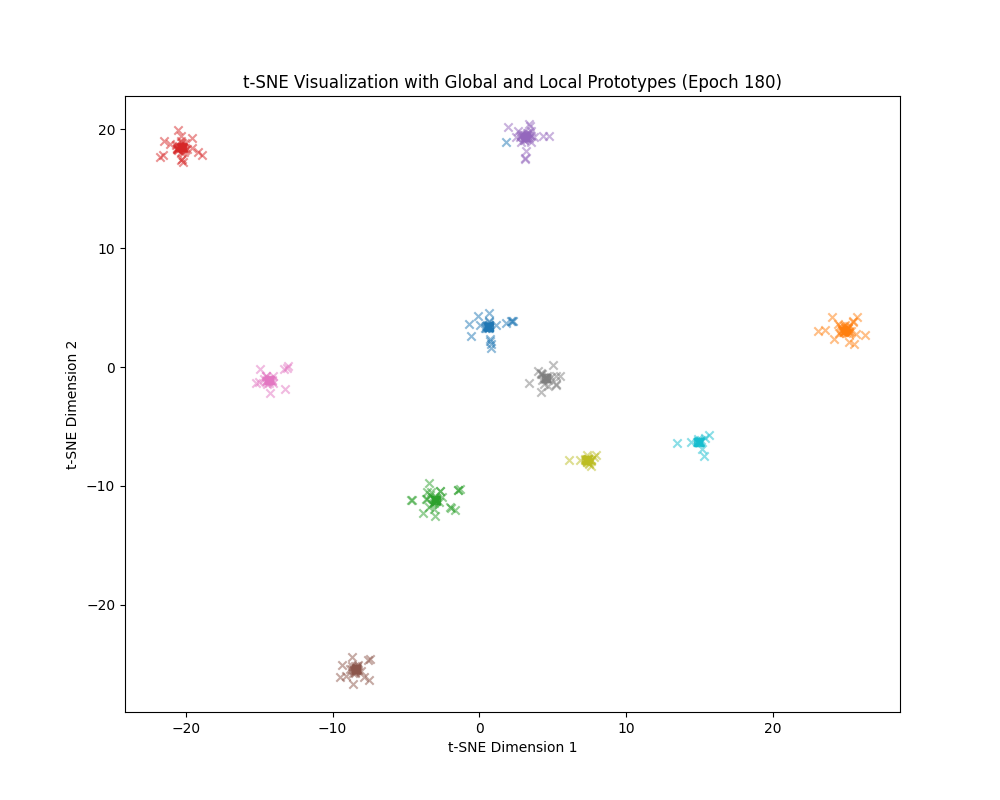 t-SNE Visualization with Global and Local Prototypes (Epoch 180)
20
10
0
−10
−20
t-SNE Dimension 2
−20 −10 0 10 20
t-SNE Dimension 1